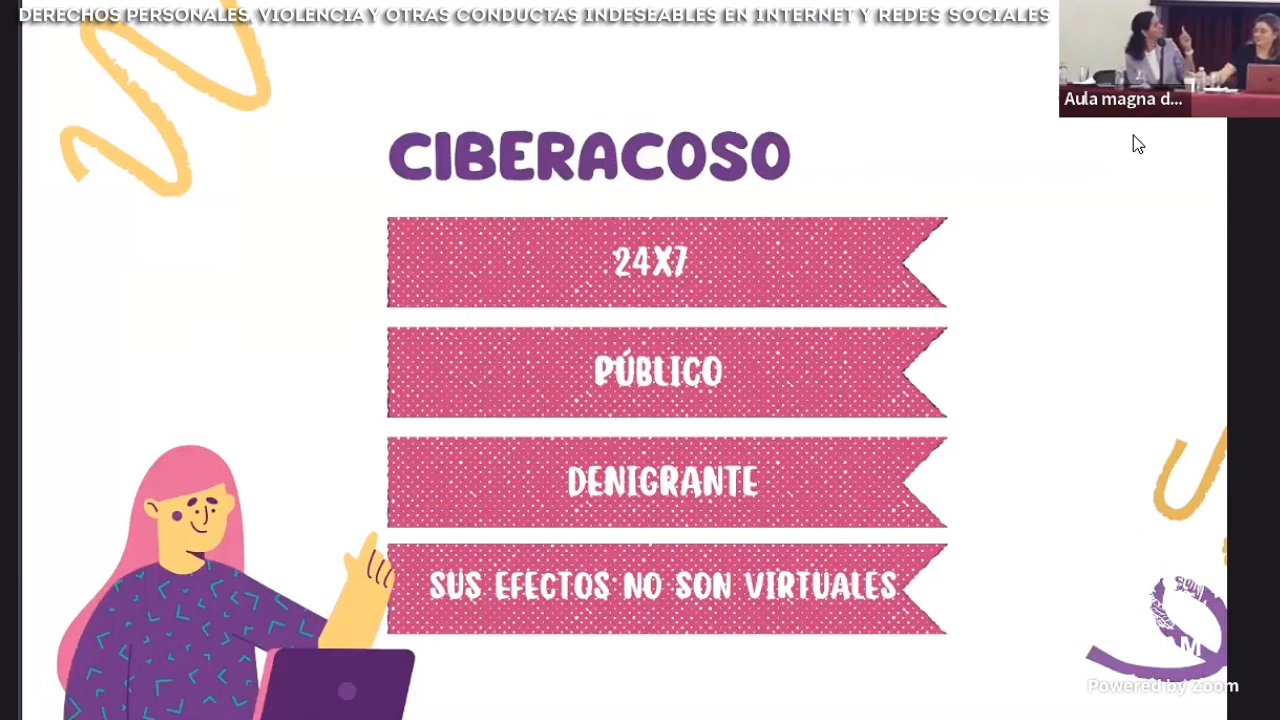 DERECHOS PERSONALES, VIOLENCIA Y OTRAS CONDUCTAS INDESEABLES EN INTERNET Y REDES SOCIALES
Aula magna d...
CIBERACOSO
24X7
PÚBLICO
DENIGRANTE
SUS EFECTOS NO SON VIRTUALES
Powered by Zoom